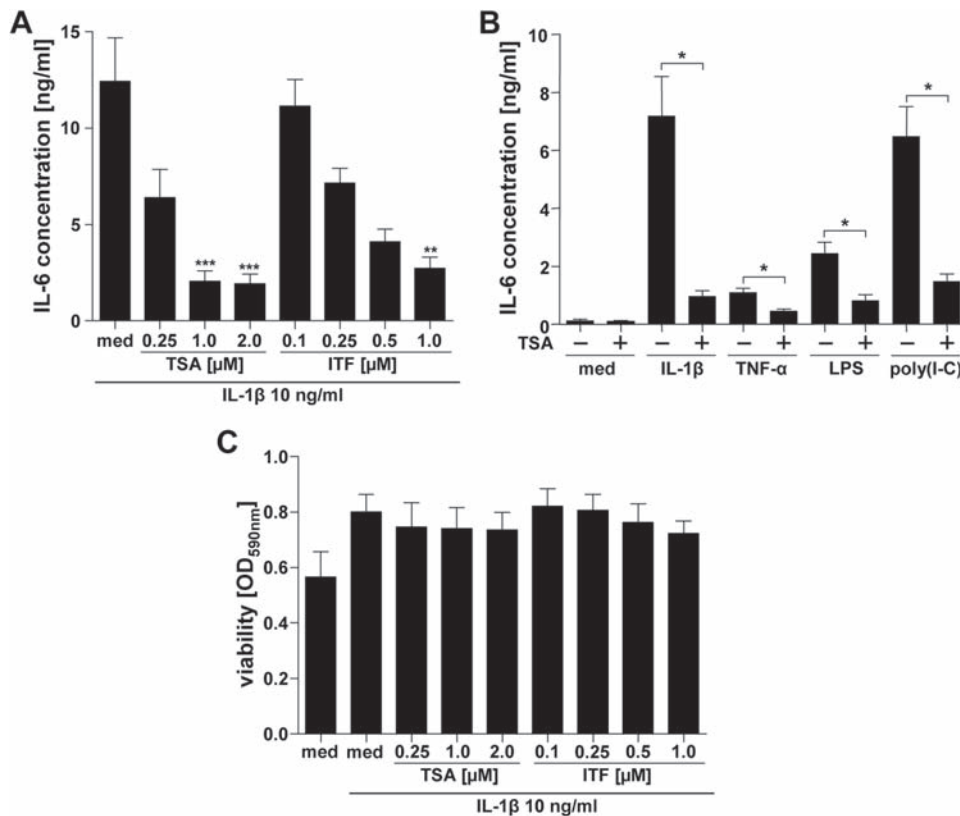 A
IL-6 concentration [ng/ml]
15
10
5
0
*** *** **
med 0.25 1.0 2.0 0.1 0.25 0.5 1.0
TSA [µM] ITF [µM]
IL-1β 10 ng/ml
B
IL-6 concentration [ng/ml]
10
8
6
4
2
0
* * * *
TSA − + − + − + − + − +
med IL-1β TNF-α LPS poly(I-C)
C
viability [OD590nm]
1.0
0.8
0.6
0.4
0.2
0.0
med med 0.25 1.0 2.0 0.1 0.25 0.5 1.0
TSA [µM] ITF [µM]
IL-1β 10 ng/ml